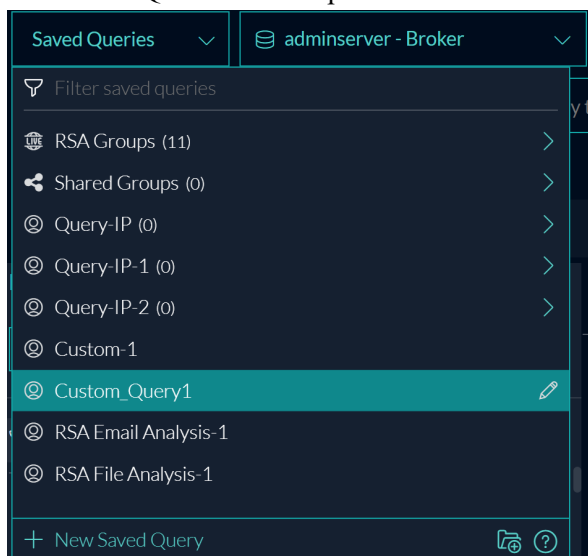 Saved Queries
adminserver - Broker
Filter saved queries
RSA Groups (11)
Shared Groups (0)
Query-IP (0)
Query-IP-1 (0)
Query-IP-2 (0)
Custom-1
Custom_Query1
RSA Email Analysis-1
RSA File Analysis-1
+ New Saved Query